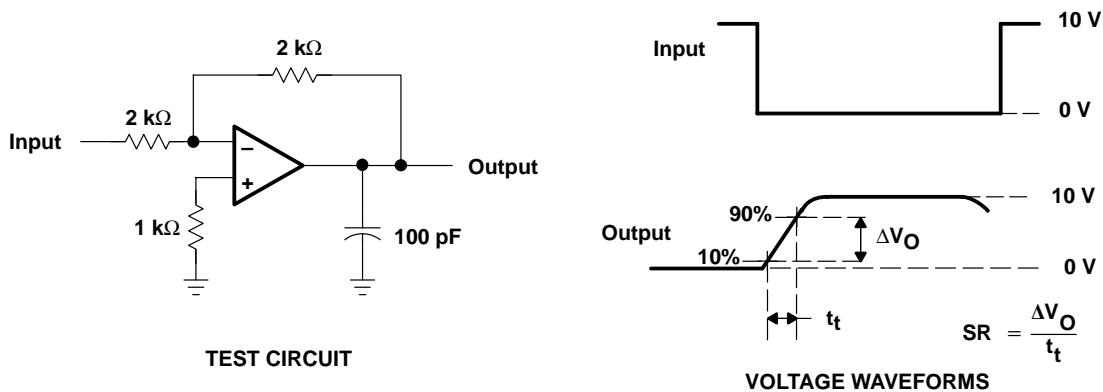 2 kΩ
2 kΩ
Input
−
+
Output
1 kΩ
100 pF
TEST CIRCUIT
Input
10 V
0 V
Output
90%
10%
ΔVO
10 V
0 V
tt
SR = ΔVO
tt
VOLTAGE WAVEFORMS